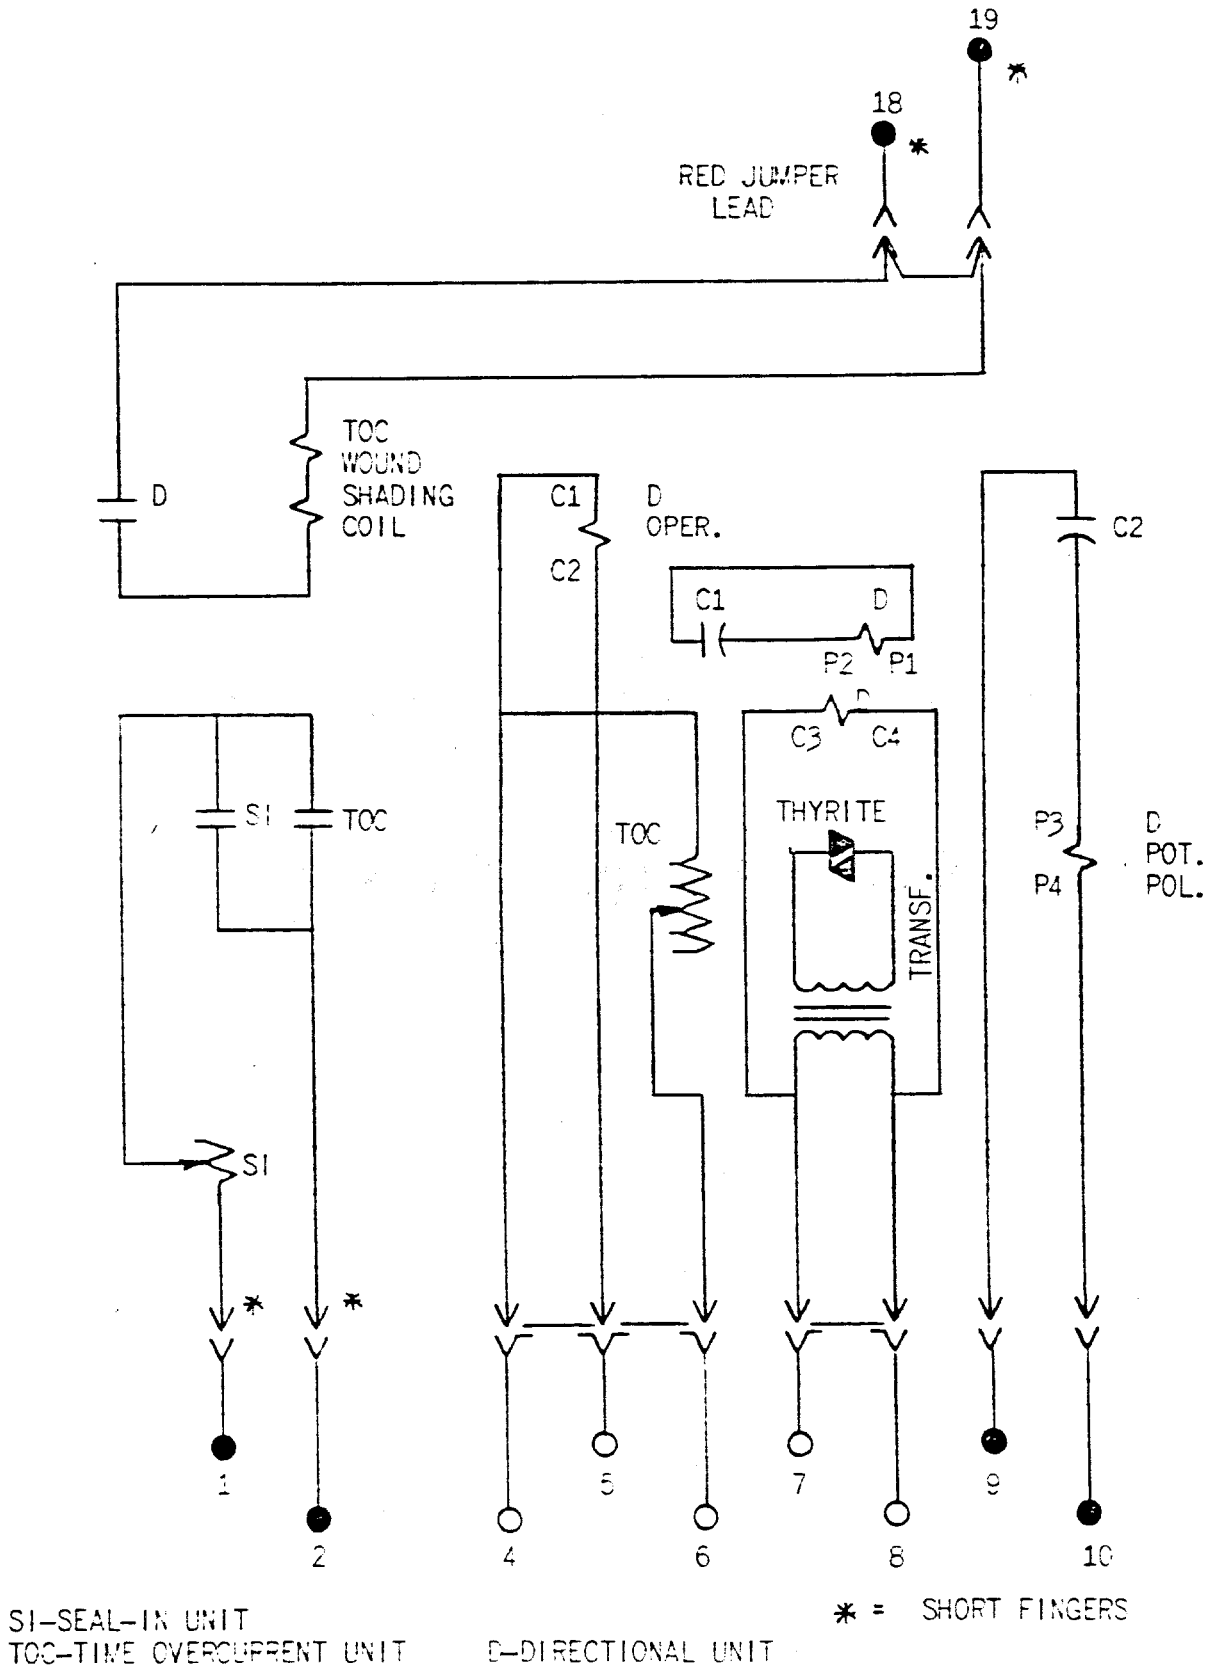 19
*
18
*
RED JUMPER
LEAD
TOC
WOUND
SHADING
COIL
D
C1
D
OPER.
C2
C2
C1
D
P2
P1
D
C3
C4
SI
TOC
TOC
THYRITE
TRANSF.
P3
D
POT.
P4
POL.
SI
*
*
1
5
7
9
2
4
6
8
10
SI-SEAL-IN UNIT
* = SHORT FINGERS
TOC-TIME OVERCURRENT UNIT
D-DIRECTIONAL UNIT